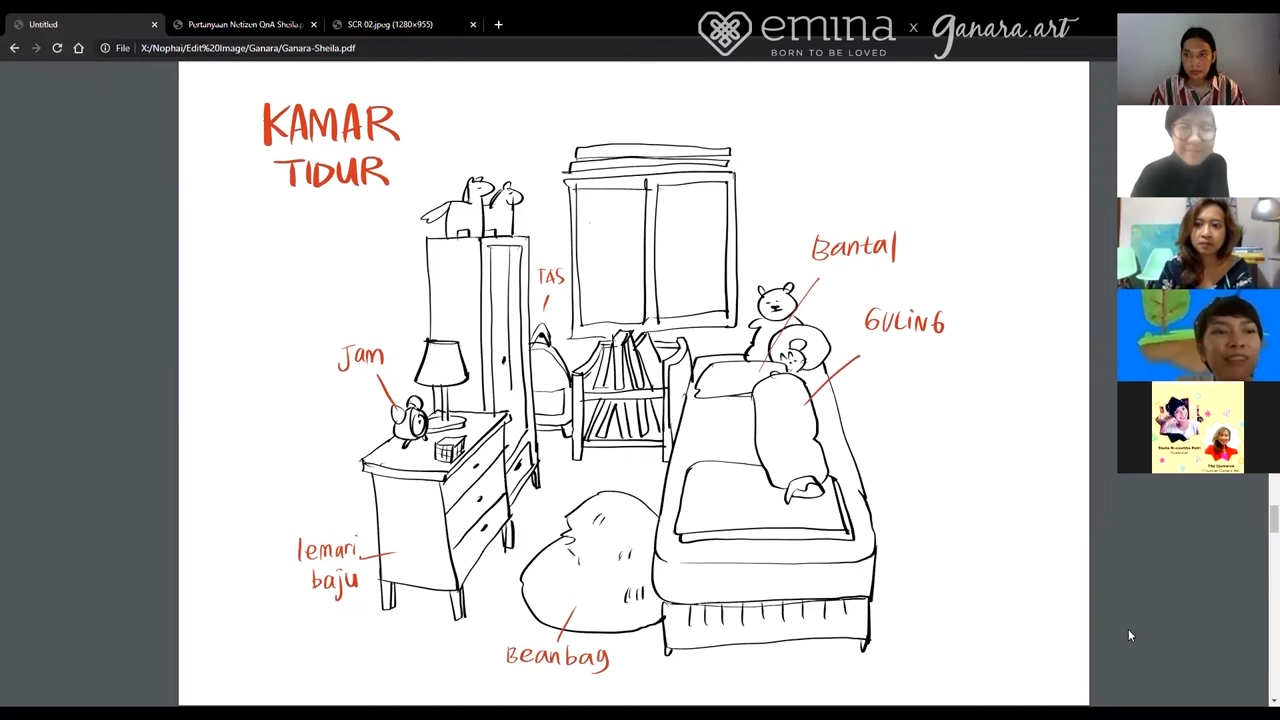 Untitled
Pertanyaan Netizen QnA Sheila.p
SCR 02.jpeg (1280×955)
File
X:/Nophai/Edit%20Image/Ganara/Ganara-Sheila.pdf
emina x ganara.art
BORN TO BE LOVED
KAMAR
TIDUR
TAS
Bantal
GULING
Jam
lemari
baju
Beanbag